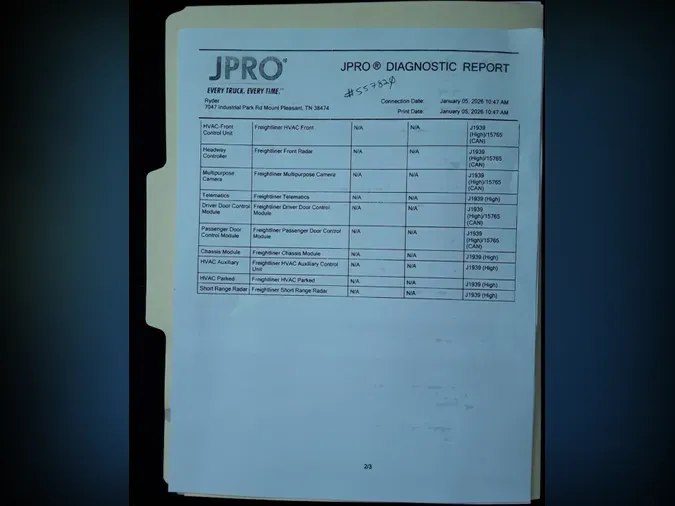 JPRO®
JPRO® DIAGNOSTIC REPORT
EVERY TRUCK. EVERY TIME.™
#557820
Ryder
7047 Industrial Park Rd Mount Pleasant, TN 38474
Connection Date: January 05, 2026 10:47 AM
Print Date: January 05, 2026 10:47 AM
HVAC-Front Control Unit Freightliner HVAC Front N/A N/A J1939 (High)/15765 (CAN)
Headway Controller Freightliner Front Radar N/A N/A J1939 (High)/15765 (CAN)
Multipurpose Camera Freightliner Multipurpose Camera N/A N/A J1939 (High)/15765 (CAN)
Telematics Freightliner Telematics N/A N/A J1939 (High)
Driver Door Control Module Freightliner Driver Door Control Module N/A N/A J1939 (High)/15765 (CAN)
Passenger Door Control Module Freightliner Passenger Door Control Module N/A N/A J1939 (High)/15765 (CAN)
Chassis Module Freightliner Chassis Module N/A N/A J1939 (High)
HVAC Auxiliary Freightliner HVAC Auxiliary Control Unit N/A N/A J1939 (High)
HVAC Parked Freightliner HVAC Parked N/A N/A J1939 (High)
Short Range Radar Freightliner Short Range Radar N/A N/A J1939 (High)
2/3